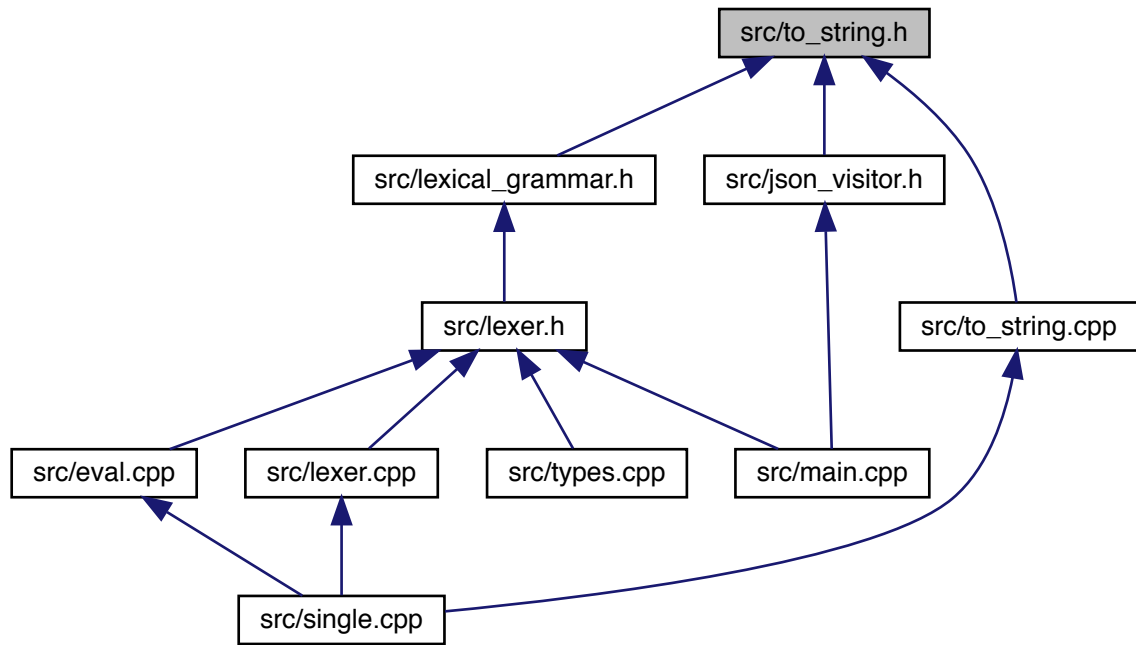 src/to_string.h
src/lexical_grammar.h
src/json_visitor.h
src/lexer.h
src/to_string.cpp
src/eval.cpp
src/lexer.cpp
src/types.cpp
src/main.cpp
src/single.cpp